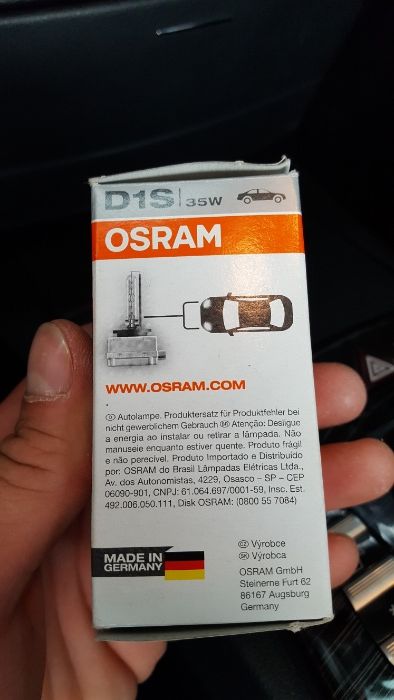 D1S 35W
OSRAM
WWW.OSRAM.COM
Ⓓ Autolampe. Produktersatz für Produktfehler bei
nicht gewerblichem Gebrauch Ⓟ Atenção: Desligue
a energia ao instalar ou retirar a lâmpada. Não
manuseie enquanto estiver quente. Produto frágil
e não perecível. Produto Importado e Distribuído
por: OSRAM do Brasil Lâmpadas Elétricas Ltda.,
Av. dos Autonomistas, 4229, Osasco – SP – CEP
06090-901, CNPJ: 61.064.697/0001-59, Insc. Est.
492.006.050.111, Disk OSRAM: (0800 55 7084)
CZ Výrobce
SK Výrobca
MADE IN
GERMANY
OSRAM GmbH
Steinerne Furt 62
86167 Augsburg
Germany